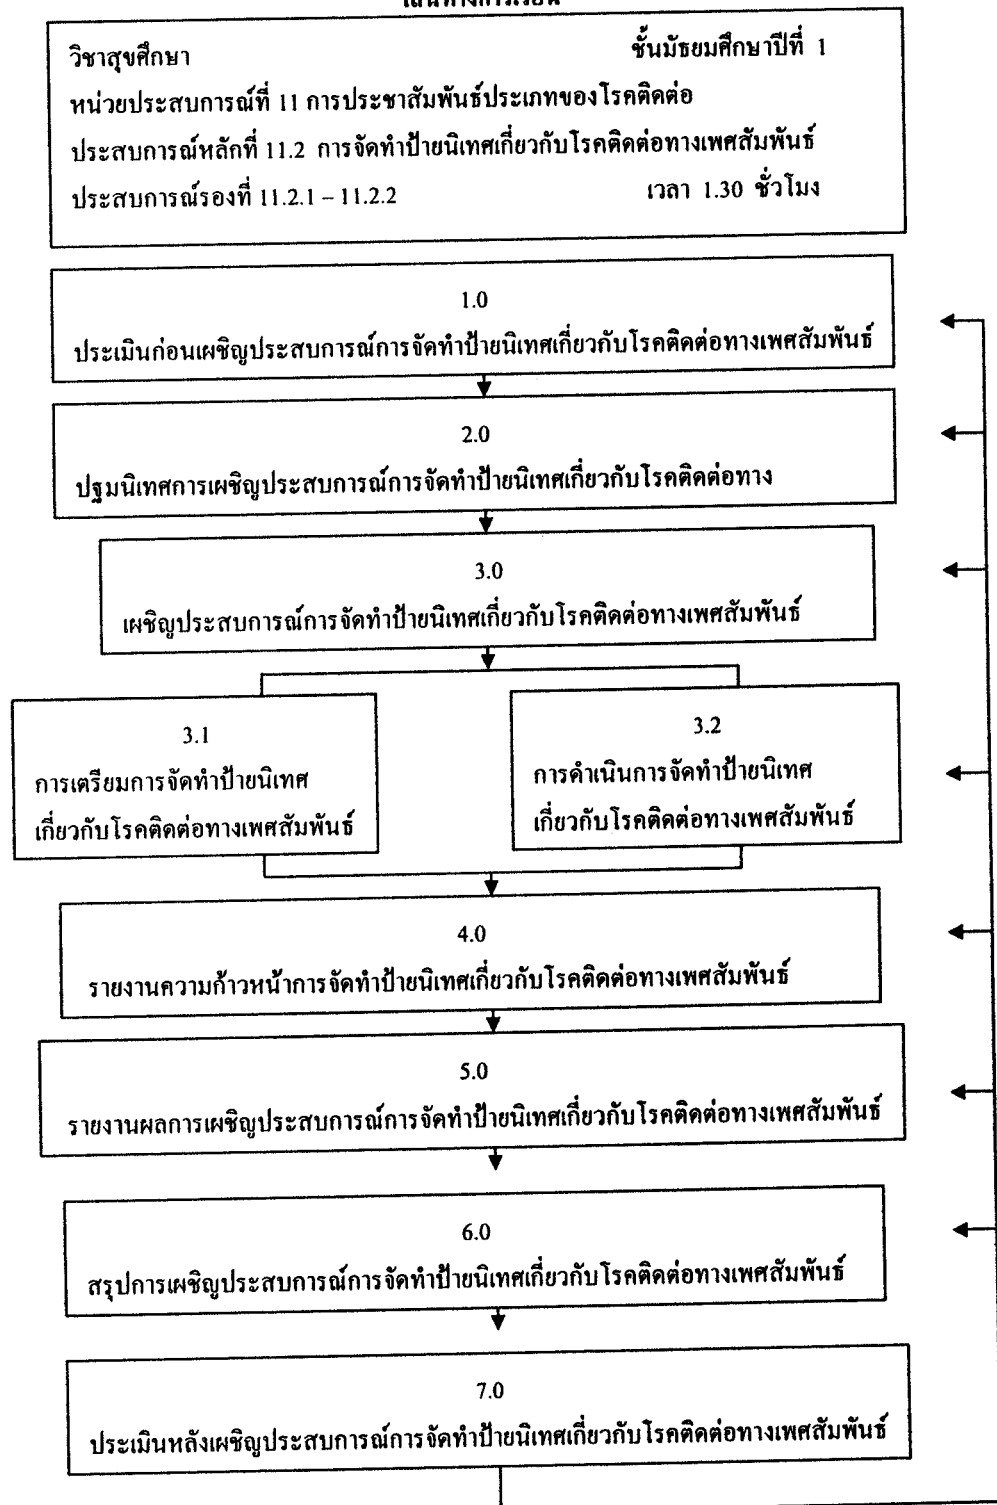 วิชาสุขศึกษา ชั้นมัธยมศึกษาปีที่ 1
หน่วยประสบการณ์ที่ 11 การประชาสัมพันธ์ประเภทของโรคติดต่อ
ประสบการณ์หลักที่ 11.2 การจัดทำป้ายนิเทศเกี่ยวกับโรคติดต่อทางเพศสัมพันธ์
ประสบการณ์รองที่ 11.2.1 – 11.2.2 เวลา 1.30 ชั่วโมง
1.0
ประเมินก่อนเผชิญประสบการณ์การจัดทำป้ายนิเทศเกี่ยวกับโรคติดต่อทางเพศสัมพันธ์
2.0
ปฐมนิเทศการเผชิญประสบการณ์การจัดทำป้ายนิเทศเกี่ยวกับโรคติดต่อทาง
3.0
เผชิญประสบการณ์การจัดทำป้ายนิเทศเกี่ยวกับโรคติดต่อทางเพศสัมพันธ์
3.1
การเตรียมการจัดทำป้ายนิเทศ
เกี่ยวกับโรคติดต่อทางเพศสัมพันธ์
3.2
การดำเนินการจัดทำป้ายนิเทศ
เกี่ยวกับโรคติดต่อทางเพศสัมพันธ์
4.0
รายงานความก้าวหน้าการจัดทำป้ายนิเทศเกี่ยวกับโรคติดต่อทางเพศสัมพันธ์
5.0
รายงานผลการเผชิญประสบการณ์การจัดทำป้ายนิเทศเกี่ยวกับโรคติดต่อทางเพศสัมพันธ์
6.0
สรุปการเผชิญประสบการณ์การจัดทำป้ายนิเทศเกี่ยวกับโรคติดต่อทางเพศสัมพันธ์
7.0
ประเมินหลังเผชิญประสบการณ์การจัดทำป้ายนิเทศเกี่ยวกับโรคติดต่อทางเพศสัมพันธ์